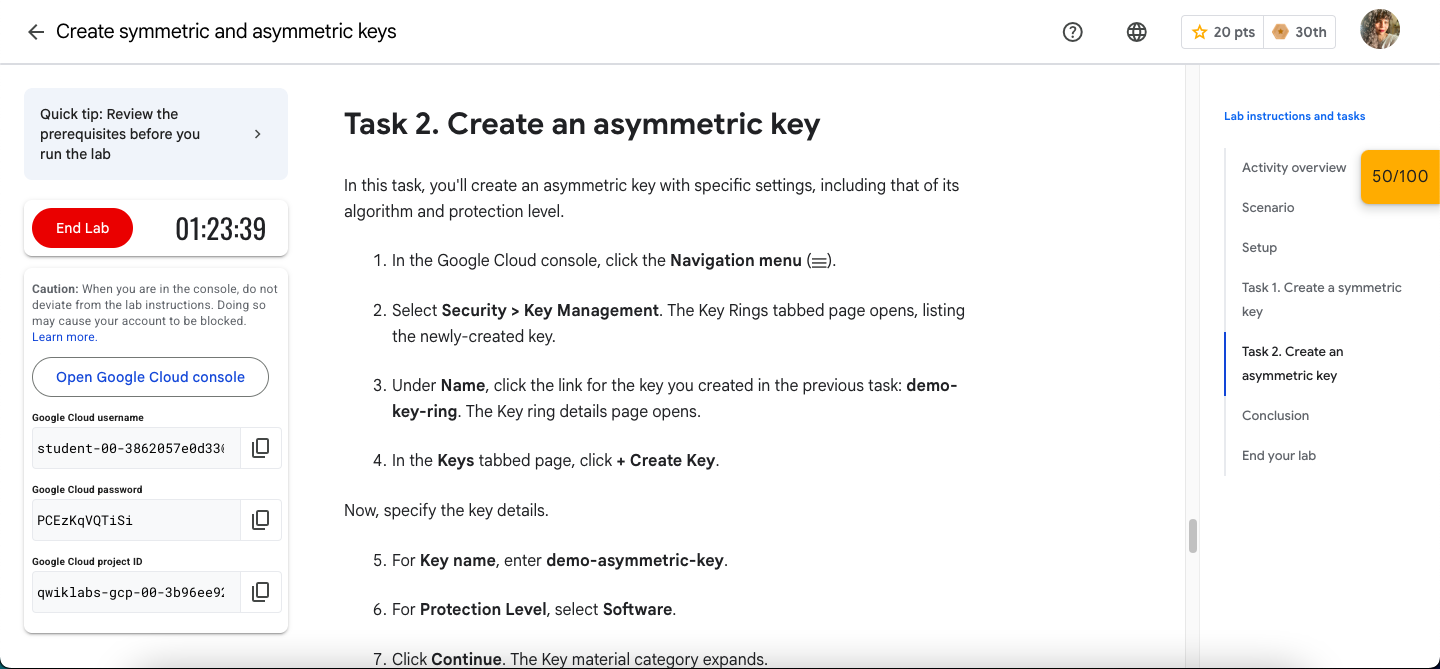 Create symmetric and asymmetric keys
20 pts
30th
Quick tip: Review the
prerequisites before you
run the lab
End Lab
01:23:39
Caution: When you are in the console, do not
deviate from the lab instructions. Doing so
may cause your account to be blocked.
Learn more.
Open Google Cloud console
Google Cloud username
student-00-3862057e0d33
Google Cloud password
PCEzKqVQTiSi
Google Cloud project ID
qwiklabs-gcp-00-3b96ee92
Task 2. Create an asymmetric key
In this task, you'll create an asymmetric key with specific settings, including that of its
algorithm and protection level.
1. In the Google Cloud console, click the Navigation menu (≡).
2. Select Security > Key Management. The Key Rings tabbed page opens, listing
the newly-created key.
3. Under Name, click the link for the key you created in the previous task: demo-
key-ring. The Key ring details page opens.
4. In the Keys tabbed page, click + Create Key.
Now, specify the key details.
5. For Key name, enter demo-asymmetric-key.
6. For Protection Level, select Software.
7. Click Continue. The Key material category expands.
Lab instructions and tasks
Activity overview
50/100
Scenario
Setup
Task 1. Create a symmetric
key
Task 2. Create an
asymmetric key
Conclusion
End your lab